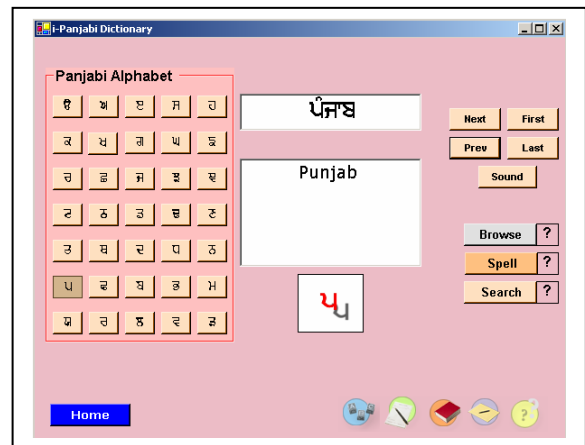 i-Panjabi Dictionary
Panjabi Alphabet
ੳ ਅ ੲ ਸ ਹ
ਕ ਖ ਗ ਘ ਙ
ਚ ਛ ਜ ਝ ਞ
ਟ ਠ ਡ ਢ ਣ
ਤ ਥ ਦ ਧ ਨ
ਪ ਫ ਬ ਭ ਮ
ਯ ਰ ਲ ਵ ੜ
ਪੰਜਾਬ
Punjab
ਪ ਪ
Next First
Prev Last
Sound
Browse ?
Spell ?
Search ?
Home
?